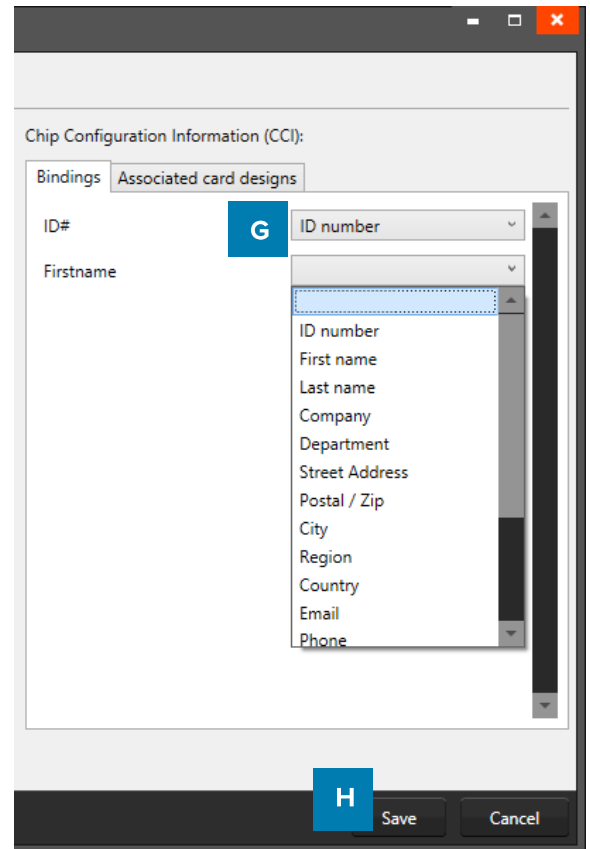 Chip Configuration Information (CCI):
Bindings Associated card designs
ID# G ID number
Firstname
ID number
First name
Last name
Company
Department
Street Address
Postal / Zip
City
Region
Country
Email
Phone
H Save Cancel